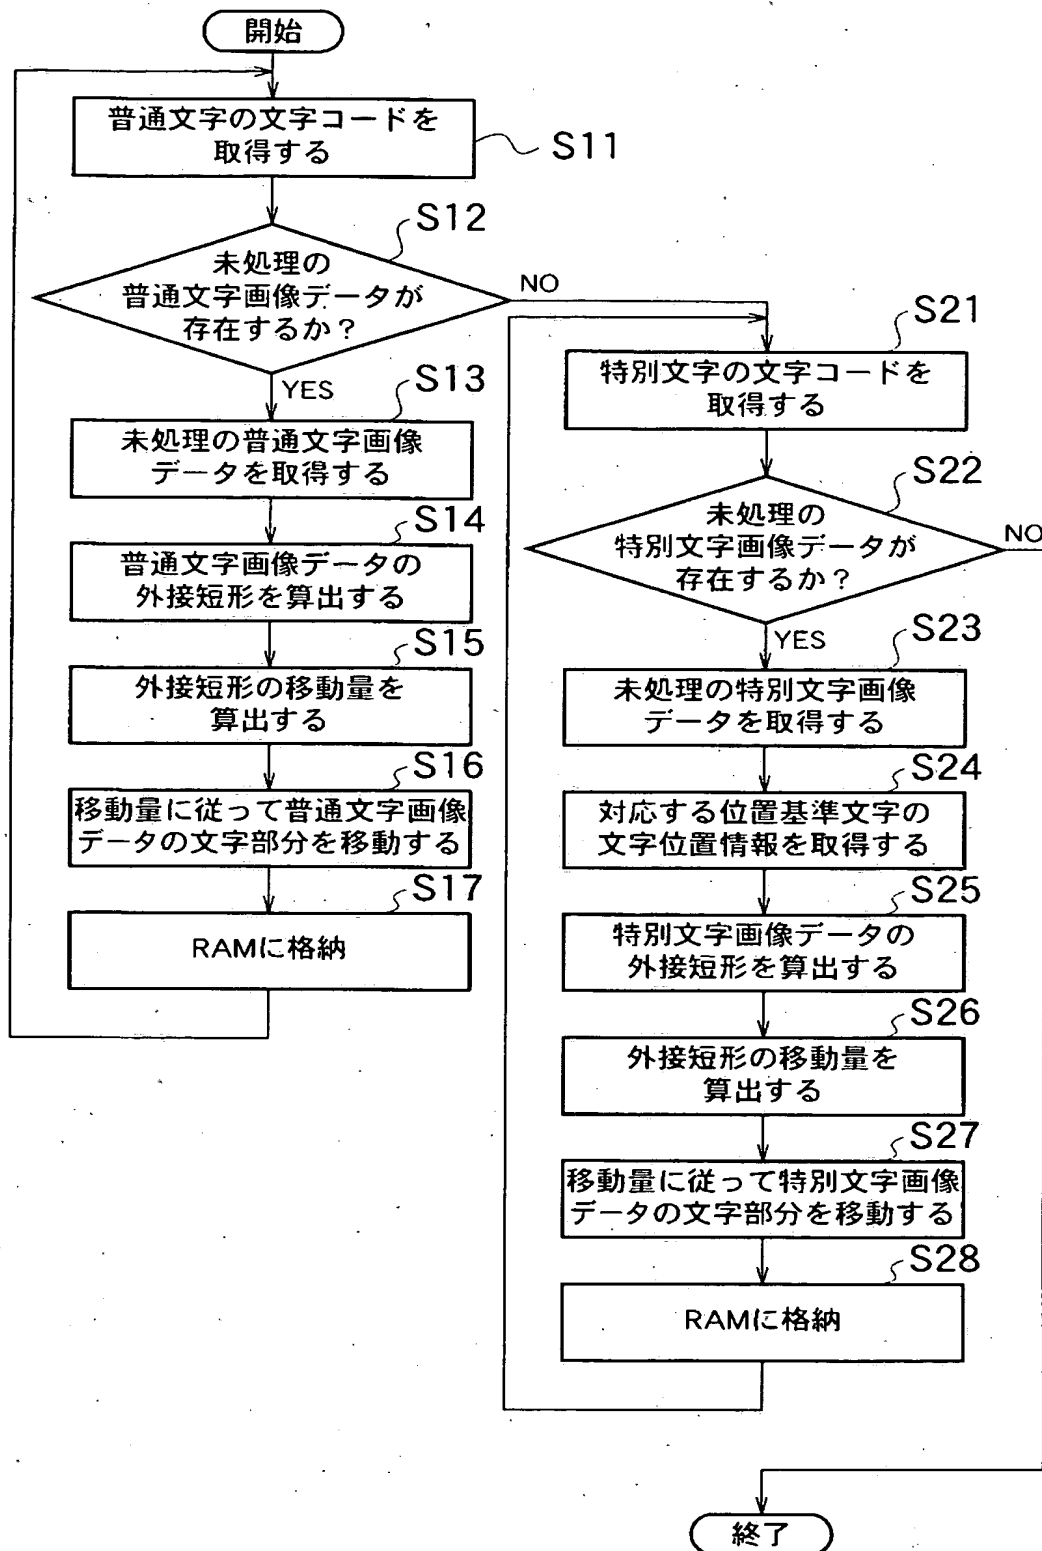 開始
普通文字の文字コードを
取得する
S11
S12
未処理の
普通文字画像データが
存在するか？
NO
YES
S13
未処理の普通文字画像
データを取得する
S14
普通文字画像データの
外接短形を算出する
S15
外接短形の移動量を
算出する
S16
移動量に従って普通文字画像
データの文字部分を移動する
S17
RAMに格納
S21
特別文字の文字コードを
取得する
S22
未処理の
特別文字画像データが
存在するか？
NO
YES
S23
未処理の特別文字画像
データを取得する
S24
対応する位置基準文字の
文字位置情報を取得する
S25
特別文字画像データの
外接短形を算出する
S26
外接短形の移動量を
算出する
S27
移動量に従って特別文字画像
データの文字部分を移動する
S28
RAMに格納
終了